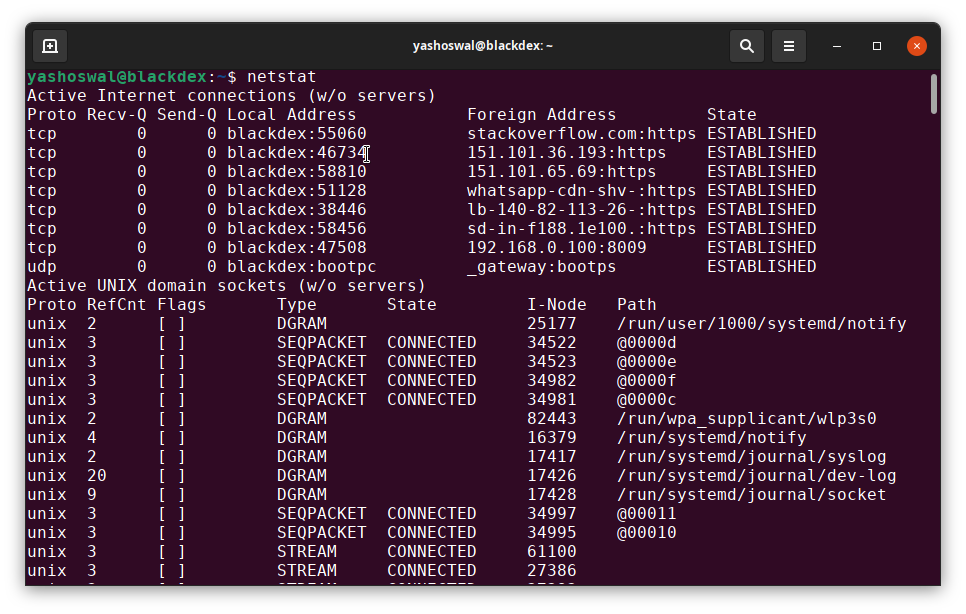 yashoswal@blackdex: ~
yashoswal@blackdex:~$ netstat
Active Internet connections (w/o servers)
Proto Recv-Q Send-Q Local Address           Foreign Address         State
tcp        0      0 blackdex:55060          stackoverflow.com:https ESTABLISHED
tcp        0      0 blackdex:46734          151.101.36.193:https    ESTABLISHED
tcp        0      0 blackdex:58810          151.101.65.69:https     ESTABLISHED
tcp        0      0 blackdex:51128          whatsapp-cdn-shv-:https ESTABLISHED
tcp        0      0 blackdex:38446          lb-140-82-113-26-:https ESTABLISHED
tcp        0      0 blackdex:58456          sd-in-f188.1e100.:https ESTABLISHED
tcp        0      0 blackdex:47508          192.168.0.100:8009      ESTABLISHED
udp        0      0 blackdex:bootpc         _gateway:bootps         ESTABLISHED
Active UNIX domain sockets (w/o servers)
Proto RefCnt Flags       Type       State         I-Node   Path
unix  2      [ ]         DGRAM                    25177    /run/user/1000/systemd/notify
unix  3      [ ]         SEQPACKET  CONNECTED     34522    @0000d
unix  3      [ ]         SEQPACKET  CONNECTED     34523    @0000e
unix  3      [ ]         SEQPACKET  CONNECTED     34982    @0000f
unix  3      [ ]         SEQPACKET  CONNECTED     34981    @0000c
unix  2      [ ]         DGRAM                    82443    /run/wpa_supplicant/wlp3s0
unix  4      [ ]         DGRAM                    16379    /run/systemd/notify
unix  2      [ ]         DGRAM                    17417    /run/systemd/journal/syslog
unix  20     [ ]         DGRAM                    17426    /run/systemd/journal/dev-log
unix  9      [ ]         DGRAM                    17428    /run/systemd/journal/socket
unix  3      [ ]         SEQPACKET  CONNECTED     34997    @00011
unix  3      [ ]         SEQPACKET  CONNECTED     34995    @00010
unix  3      [ ]         STREAM     CONNECTED     61100
unix  3      [ ]         STREAM     CONNECTED     27386